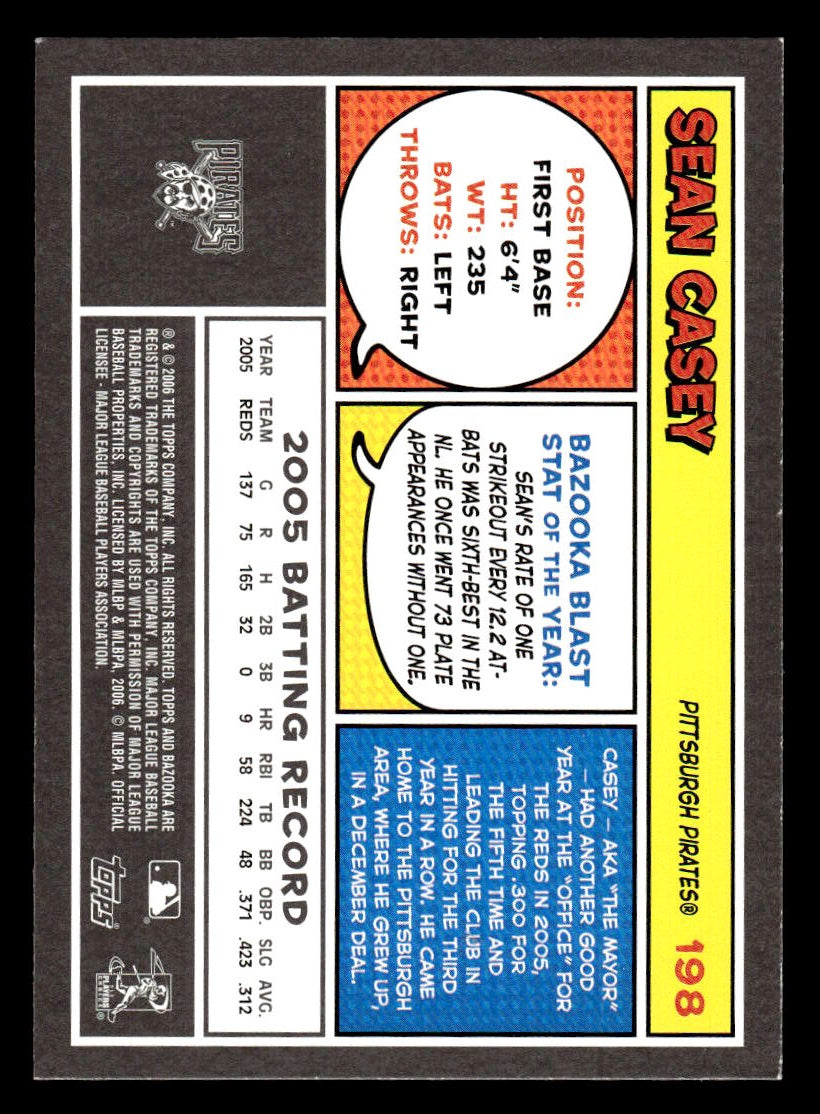 SEAN CASEY
PITTSBURGH PIRATES®
198
POSITION:
FIRST BASE
HT: 6'4"
WT: 235
BATS: LEFT
THROWS: RIGHT
BAZOOKA BLAST
STAT OF THE YEAR:
SEAN'S RATE OF ONE
STRIKEOUT EVERY 12.2 AT-
BATS WAS SIXTH-BEST IN THE
NL. HE ONCE WENT 73 PLATE
APPEARANCES WITHOUT ONE.
CASEY – AKA "THE MAYOR"
– HAD ANOTHER GOOD
YEAR AT THE "OFFICE" FOR
THE REDS IN 2005,
TOPPING .300 FOR
THE FIFTH TIME AND
LEADING THE CLUB IN
HITTING FOR THE THIRD
YEAR IN A ROW. HE CAME
HOME TO THE PITTSBURGH
AREA, WHERE HE GREW UP,
IN A DECEMBER DEAL.
PIRATES
2005 BATTING RECORD
YEAR TEAM G R H 2B 3B HR RBI TB BB OBP. SLG AVG.
2005 REDS 137 75 165 32 0 9 58 224 48 .371 .423 .312
® & © 2006 THE TOPPS COMPANY, INC. ALL RIGHTS RESERVED. TOPPS AND BAZOOKA ARE
REGISTERED TRADEMARKS OF THE TOPPS COMPANY, INC. MAJOR LEAGUE BASEBALL
TRADEMARKS AND COPYRIGHTS ARE USED WITH PERMISSION OF MAJOR LEAGUE
BASEBALL PROPERTIES, INC. LICENSED BY MLBP & MLBPA, 2006. © MLBPA. OFFICIAL
LICENSEE - MAJOR LEAGUE BASEBALL PLAYERS ASSOCIATION.
®
TOPPS®
PLAYERS
CHOICE®